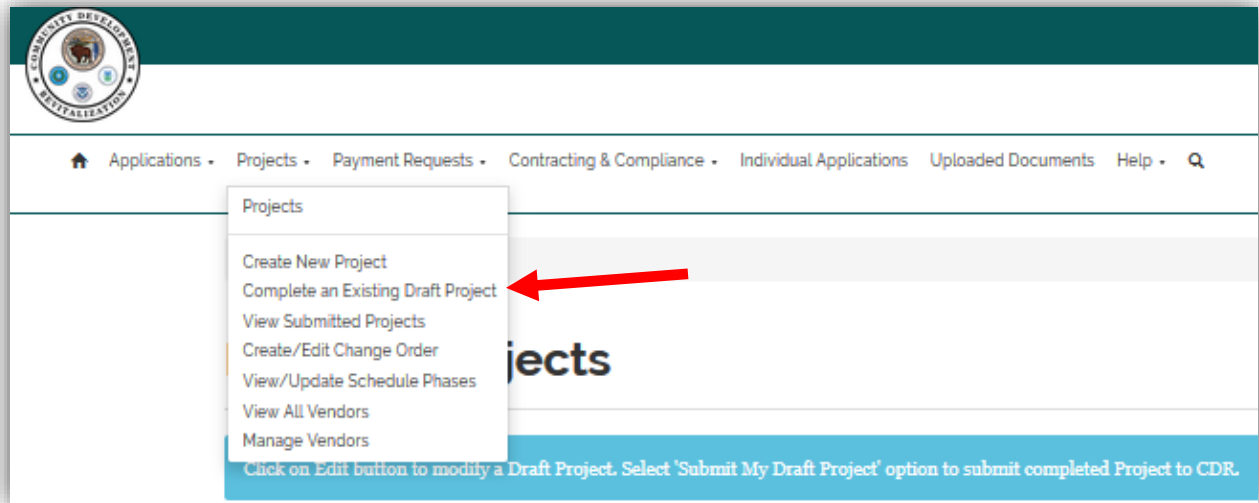 COMMUNITY DEVELOPMENT
REVITALIZATION
Applications Projects Payment Requests Contracting & Compliance Individual Applications Uploaded Documents Help
Projects
Create New Project
Complete an Existing Draft Project
View Submitted Projects
Create/Edit Change Order
View/Update Schedule Phases
View All Vendors
Manage Vendors
jects
Click on Edit button to modify a Draft Project. Select 'Submit My Draft Project' option to submit completed Project to CDR.